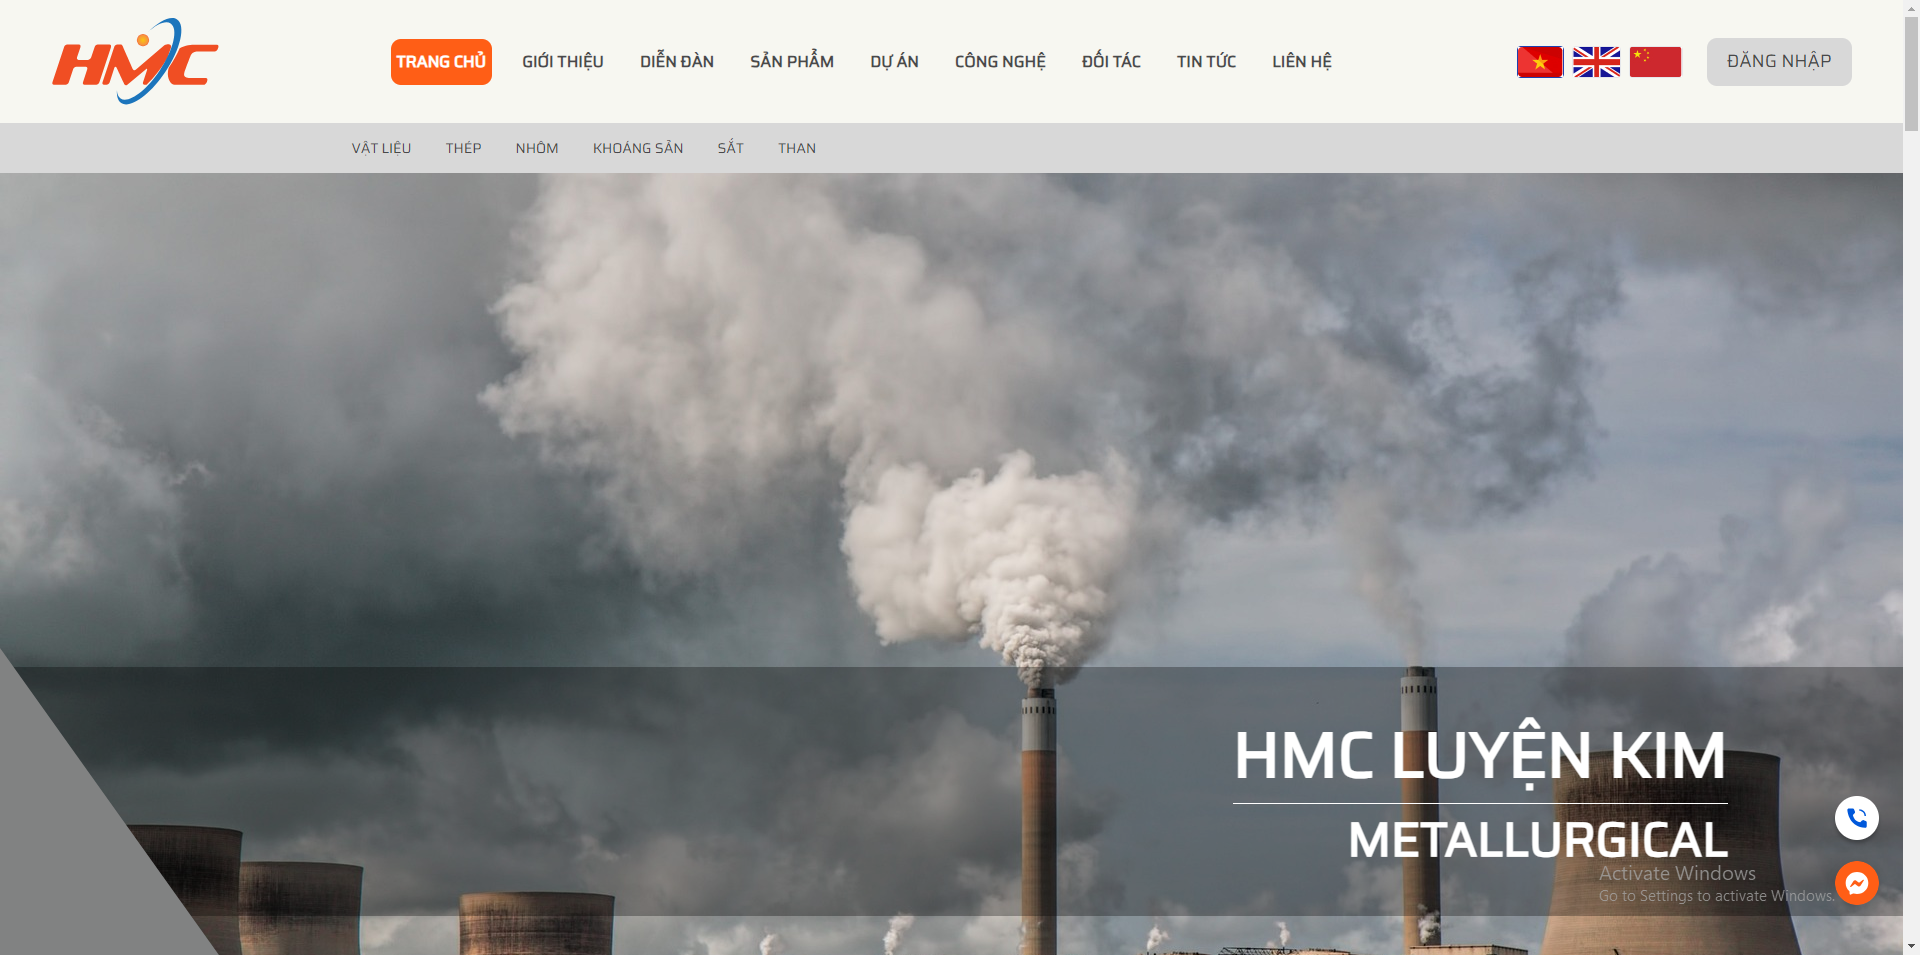 HMC
TRANG CHỦ GIỚI THIỆU DIỄN ĐÀN SẢN PHẨM DỰ ÁN CÔNG NGHỆ ĐỐI TÁC TIN TỨC LIÊN HỆ ĐĂNG NHẬP
VẬT LIỆU THÉP NHÔM KHOÁNG SẢN SẮT THAN
HMC LUYỆN KIM
METALLURGICAL
Activate Windows
Go to Settings to activate Windows.